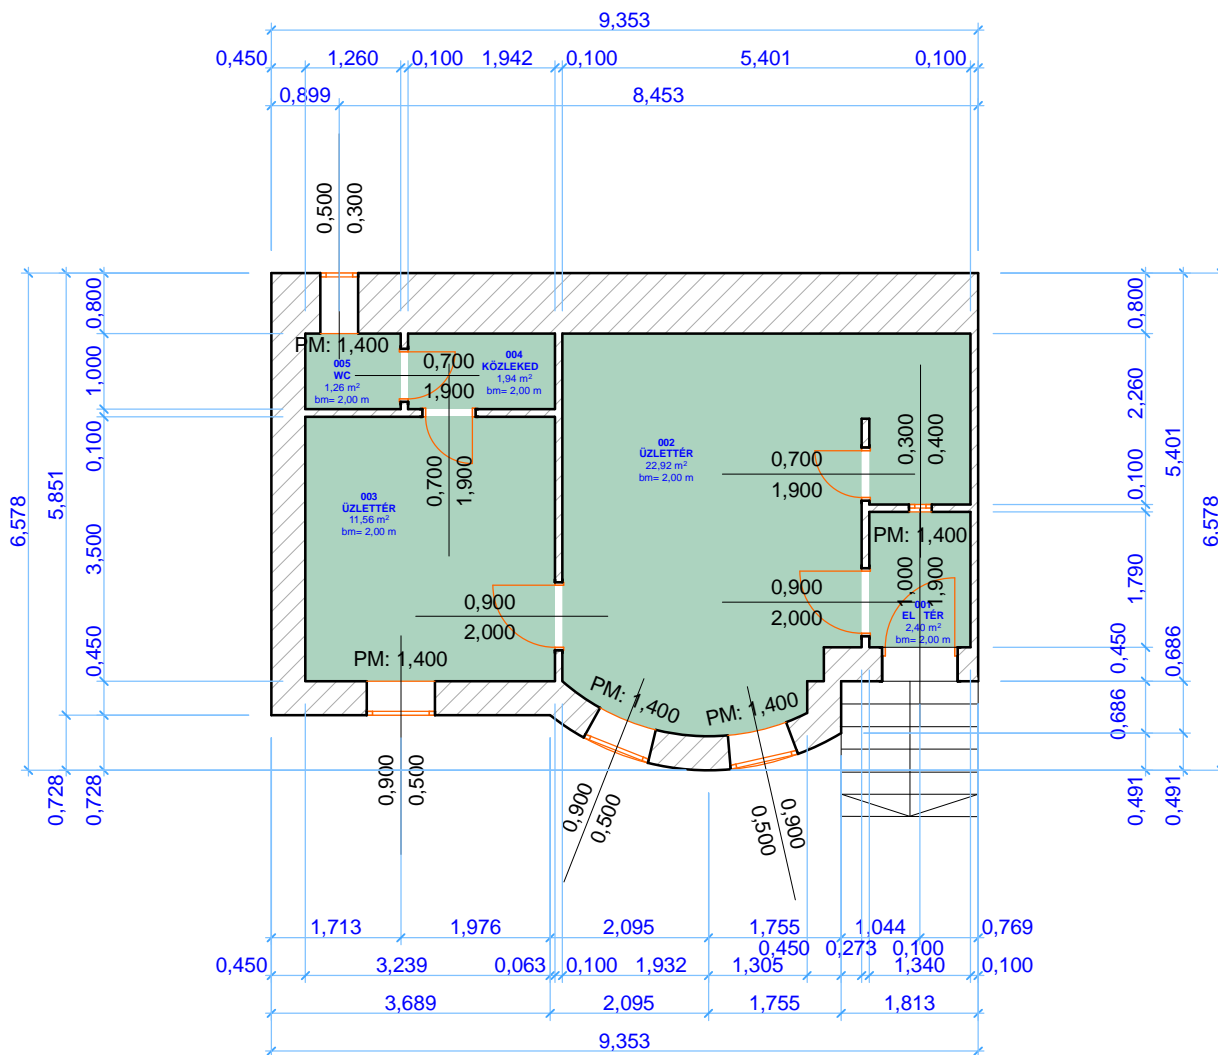 9,353
0,450 1,260 0,100 1,942 0,100 5,401 0,100
0,899 8,453
0,500
0,300
PM: 1,400
005
WC
1,26 m²
bm= 2,00 m
0,700
1,900
004
KÖZLEKED
1,94 m²
bm= 2,00 m
0,700
1,900
003
ÜZLETTÉR
11,56 m²
bm= 2,00 m
002
ÜZLETTÉR
22,92 m²
bm= 2,00 m
0,700
1,900
0,300
0,400
PM: 1,400
1,000
1,900
0,900
2,000
0,900
2,000
001
EL TÉR
2,40 m²
bm= 2,00 m
PM: 1,400
PM: 1,400
PM: 1,400
0,900
0,500
0,900
0,500
0,900
0,500
6,578
5,851
0,728
0,800
1,000
0,100
3,500
0,450
0,728
0,800
2,260
0,100
1,790
0,450
0,686
0,491
5,401
0,686
0,491
6,578
1,713 1,976 2,095 1,755 1,044 0,769
0,450 0,273 0,100
0,450 3,239 0,063 0,100 1,932 1,305 1,340 0,100
3,689 2,095 1,755 1,813
9,353